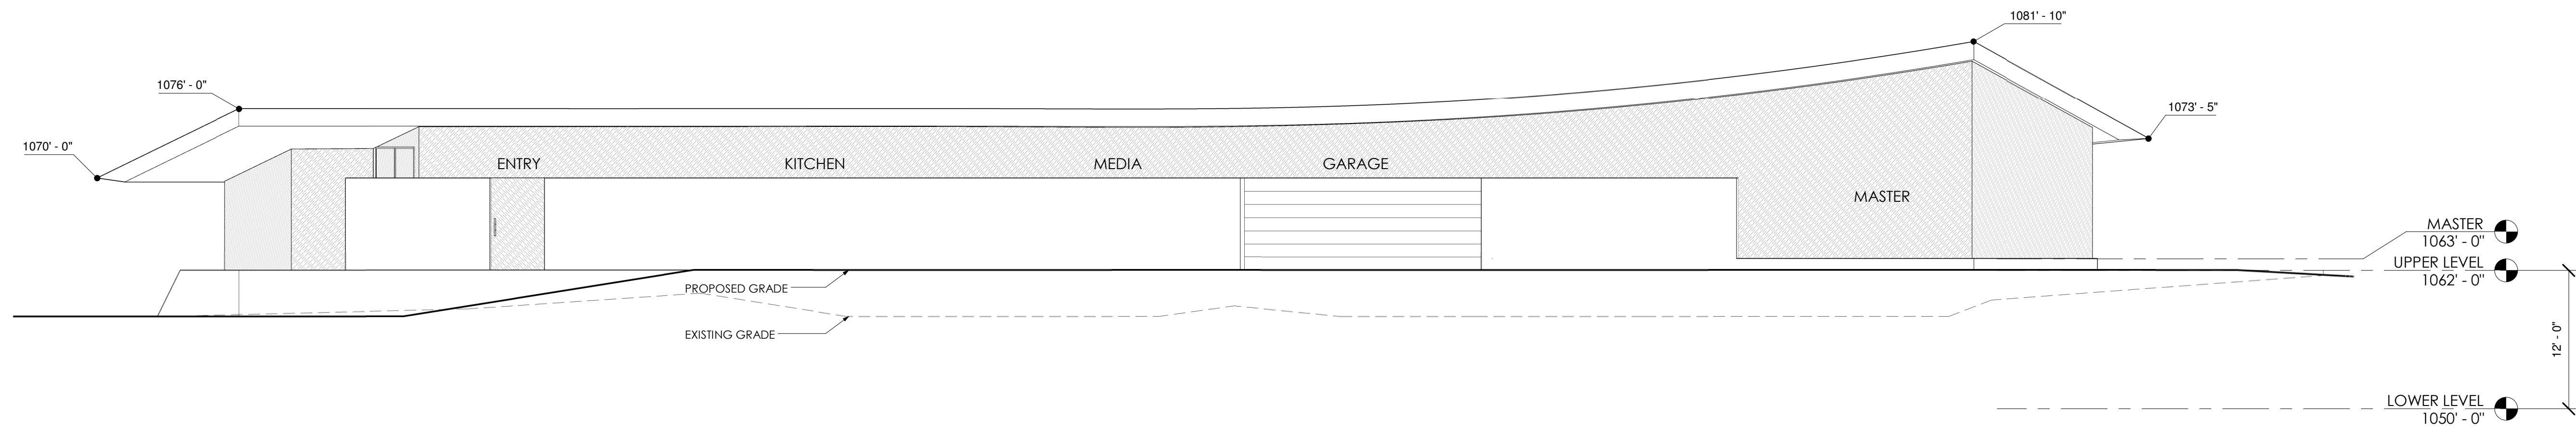 1081' - 10"
1076' - 0"
1073' - 5"
1070' - 0"
ENTRY
KITCHEN
MEDIA
GARAGE
MASTER
MASTER
1063' - 0"
UPPER LEVEL
1062' - 0"
PROPOSED GRADE
EXISTING GRADE
12' - 0"
LOWER LEVEL
1050' - 0"